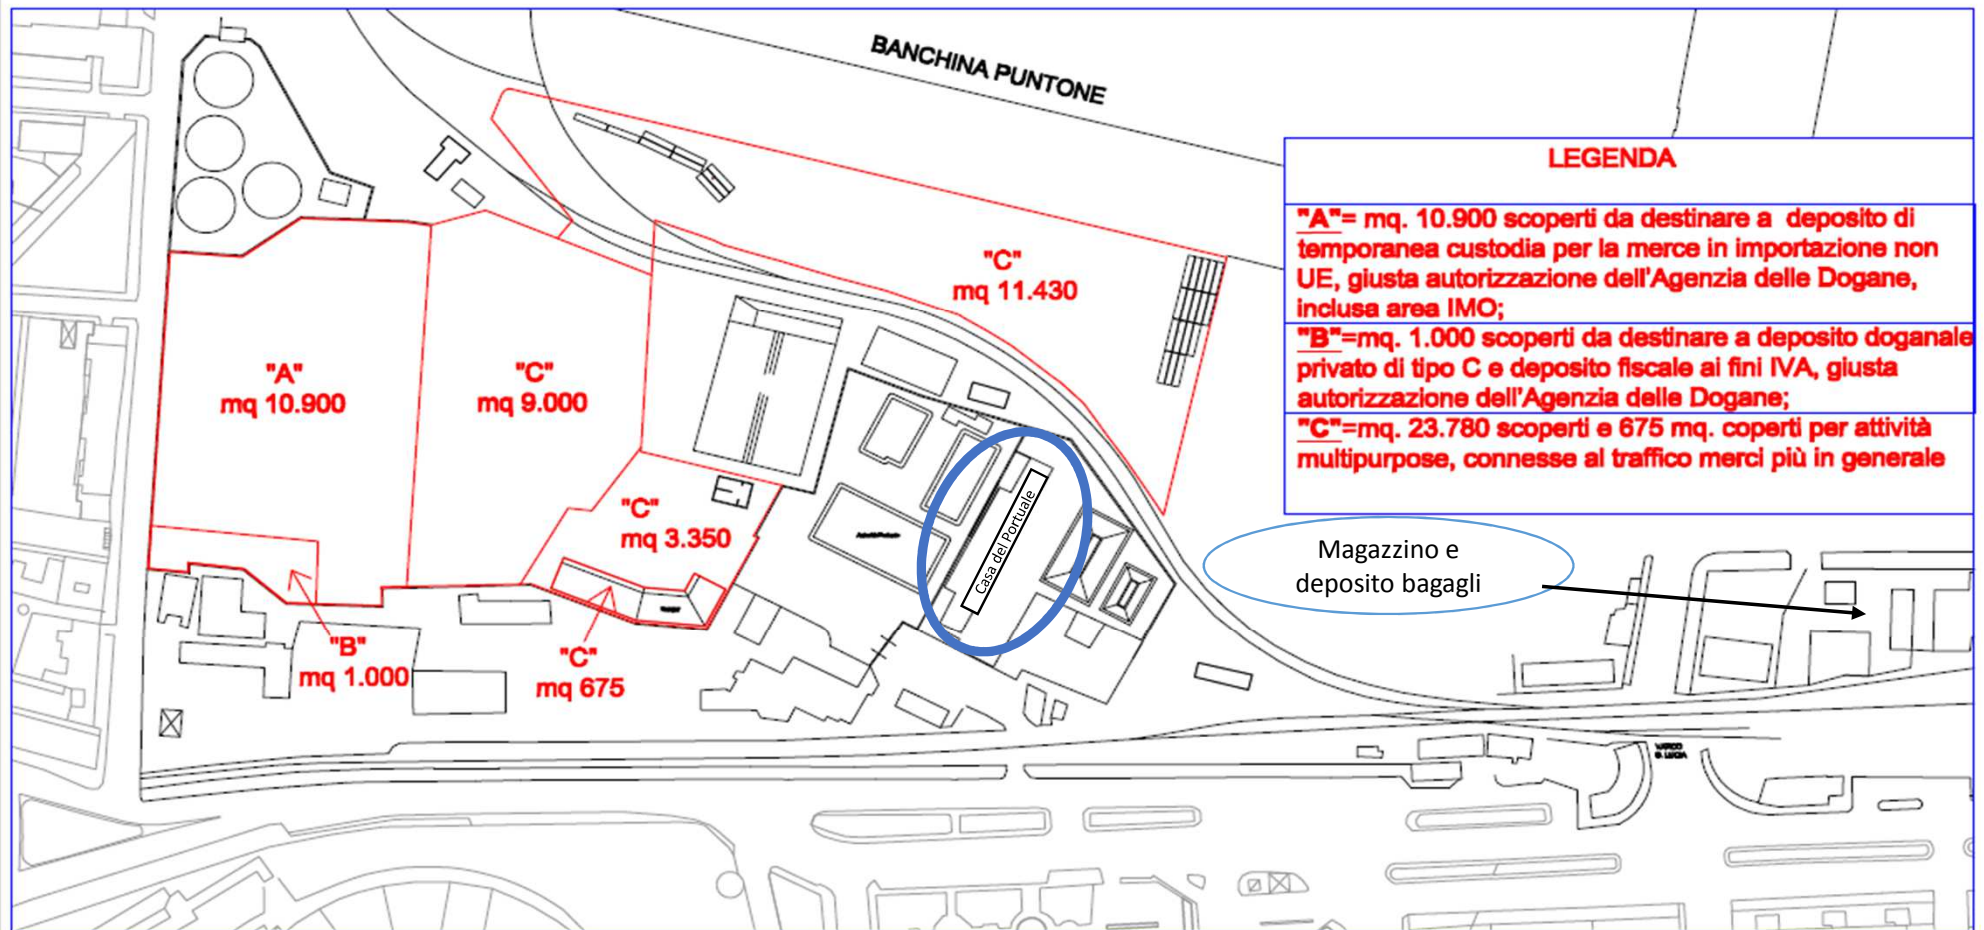 BANCHINA PUNTONE
LEGENDA
"A"= mq. 10.900 scoperti da destinare a deposito di
temporanea custodia per la merce in importazione non
UE, giusta autorizzazione dell'Agenzia delle Dogane,
inclusa area IMO;
"B"=mq. 1.000 scoperti da destinare a deposito doganale
privato di tipo C e deposito fiscale ai fini IVA, giusta
autorizzazione dell'Agenzia delle Dogane;
"C"=mq. 23.780 scoperti e 675 mq. coperti per attività
multipurpose, connesse al traffico merci più in generale
"C"
mq 11.430
"A"
mq 10.900
"C"
mq 9.000
"C"
mq 3.350
Casa del Portuale
Magazzino e
deposito bagagli
"B"
mq 1.000
"C"
mq 675
VARCO
S. LUCIA